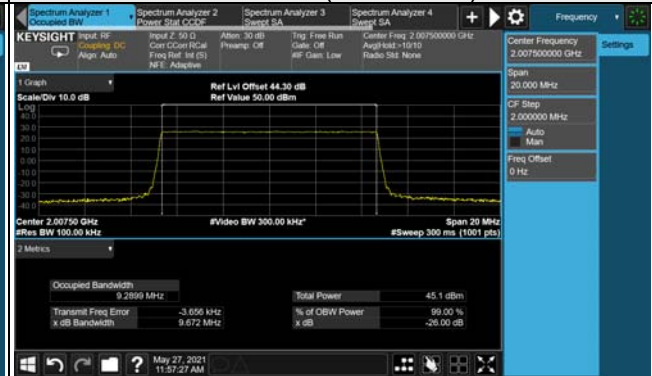 Spectrum Analyzer 1
Occupied BW
Spectrum Analyzer 2
Power Stat CCDF
Spectrum Analyzer 3
Swept SA
Spectrum Analyzer 4
Swept SA
Frequency
KEYSIGHT
Input: RF
Coupling: DC
Align: Auto
Input Z: 50 Ω
Corr CCorr RCal
Freq Ref: Int (S)
NFE: Adaptive
Atten: 30 dB
Preamp: Off
Trig: Free Run
Gate: Off
#IF Gain: Low
Center Freq: 2.007500000 GHz
Avg|Hold:>10/10
Radio Std: None
Center Frequency
2.007500000 GHz
Settings
Span
20.000 MHz
CF Step
2.000000 MHz
Auto
Man
Freq Offset
0 Hz
1 Graph
Scale/Div 10.0 dB
Ref Lvl Offset 44.30 dB
Ref Value 50.00 dBm
Log
40.0
30.0
20.0
10.0
0.00
-10.0
-20.0
-30.0
-40.0
Center 2.00750 GHz
#Res BW 100.00 kHz
#Video BW 300.00 kHz*
Span 20 MHz
#Sweep 300 ms (1001 pts)
2 Metrics
Occupied Bandwidth
9.2899 MHz
Total Power 45.1 dBm
Transmit Freq Error -3.656 kHz
% of OBW Power 99.00 %
x dB Bandwidth 9.672 MHz
x dB -26.00 dB
May 27, 2021
11:57:27 AM